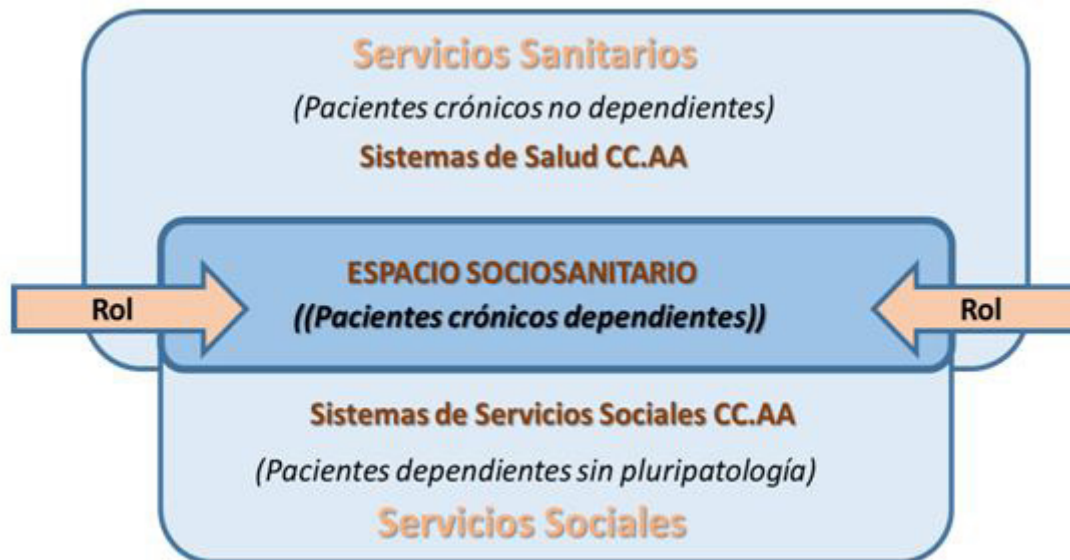 Servicios Sanitarios
(Pacientes crónicos no dependientes)
Sistemas de Salud CC.AA
ESPACIO SOCIOSANITARIO
Rol
((Pacientes crónicos dependientes))
Rol
Sistemas de Servicios Sociales CC.AA
(Pacientes dependientes sin pluripatología)
Servicios Sociales